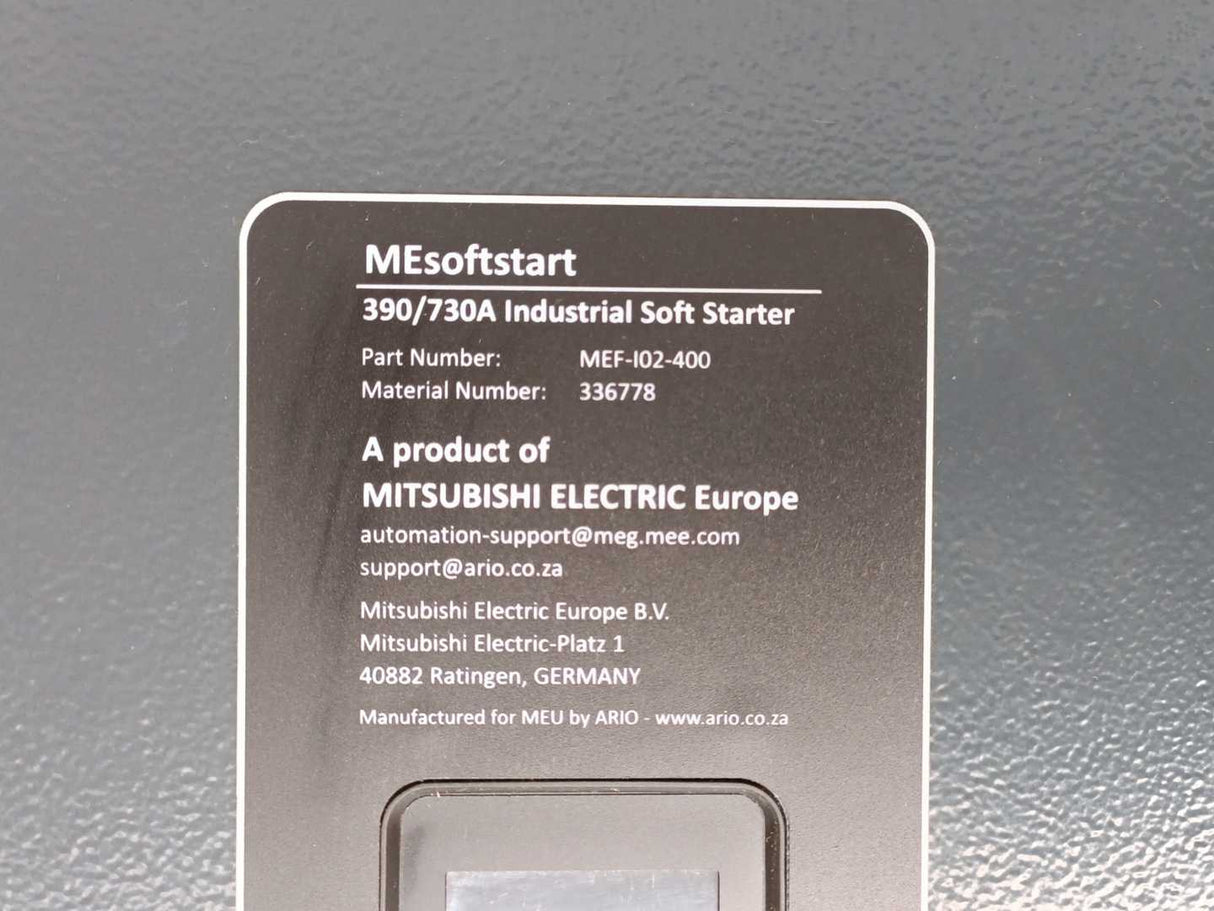 MEsoftstart
390/730A Industrial Soft Starter
Part Number: MEF-I02-400
Material Number: 336778
A product of
MITSUBISHI ELECTRIC Europe
automation-support@meg.mee.com
support@ario.co.za
Mitsubishi Electric Europe B.V.
Mitsubishi Electric-Platz 1
40882 Ratingen, GERMANY
Manufactured for MEU by ARIO - www.ario.co.za